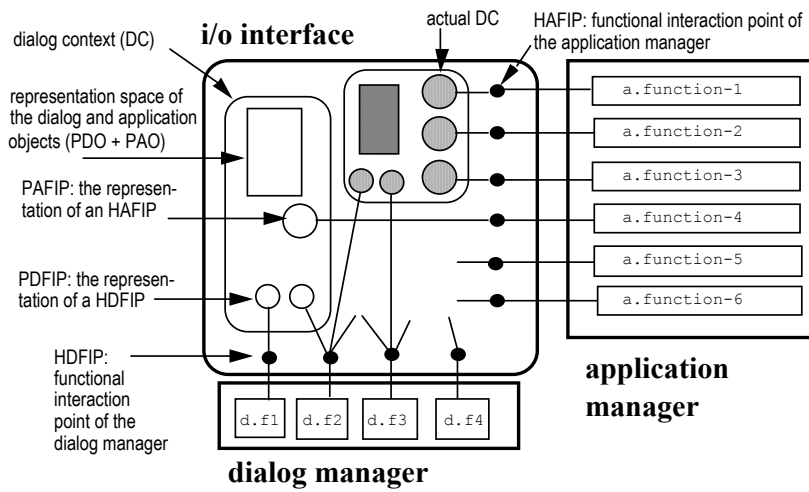 dialog context (DC)
i/o interface
actual DC
HAFIP: functional interaction point of
the application manager
representation space of
the dialog and application
objects (PDO + PAO)
PAFIP: the represen-
tation of an HAFIP
PDFIP: the represen-
tation of a HDFIP
HDFIP:
functional
interaction
point of the
dialog manager
a.function-1
a.function-2
a.function-3
a.function-4
a.function-5
a.function-6
application
manager
d.f1
d.f2
d.f3
d.f4
dialog manager